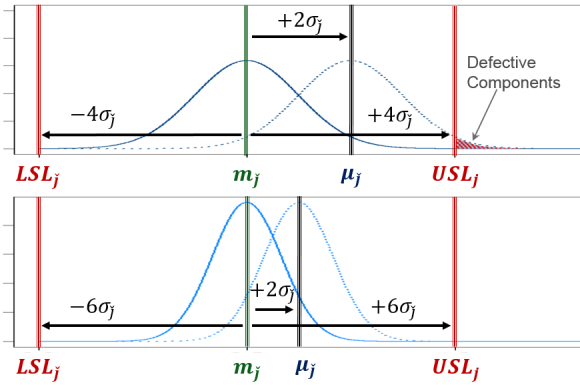 +2σǰ
Defective
Components
−4σǰ
+4σǰ
LSLǰ
mǰ
μǰ
USLǰ
+2σǰ
−6σǰ
+6σǰ
LSLǰ
mǰ
μǰ
USLǰ